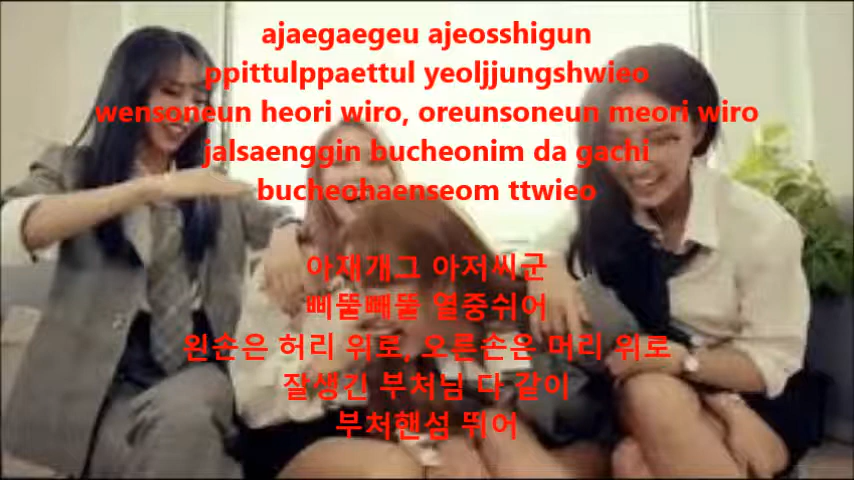 ajaegaegeu ajeosshigun
ppittulppaettul yeoljjungshwieo
wensoneun heori wiro, oreunsoneun meori wiro
jalsaenggin bucheonim da gachi
bucheohaenseom ttwieo
아재개그 아저씨군
삐뚤빼뚤 열중쉬어
왼손은 허리 위로, 오른손은 머리 위로
잘생긴 부처님 다 같이
부처핸섬 뛰어